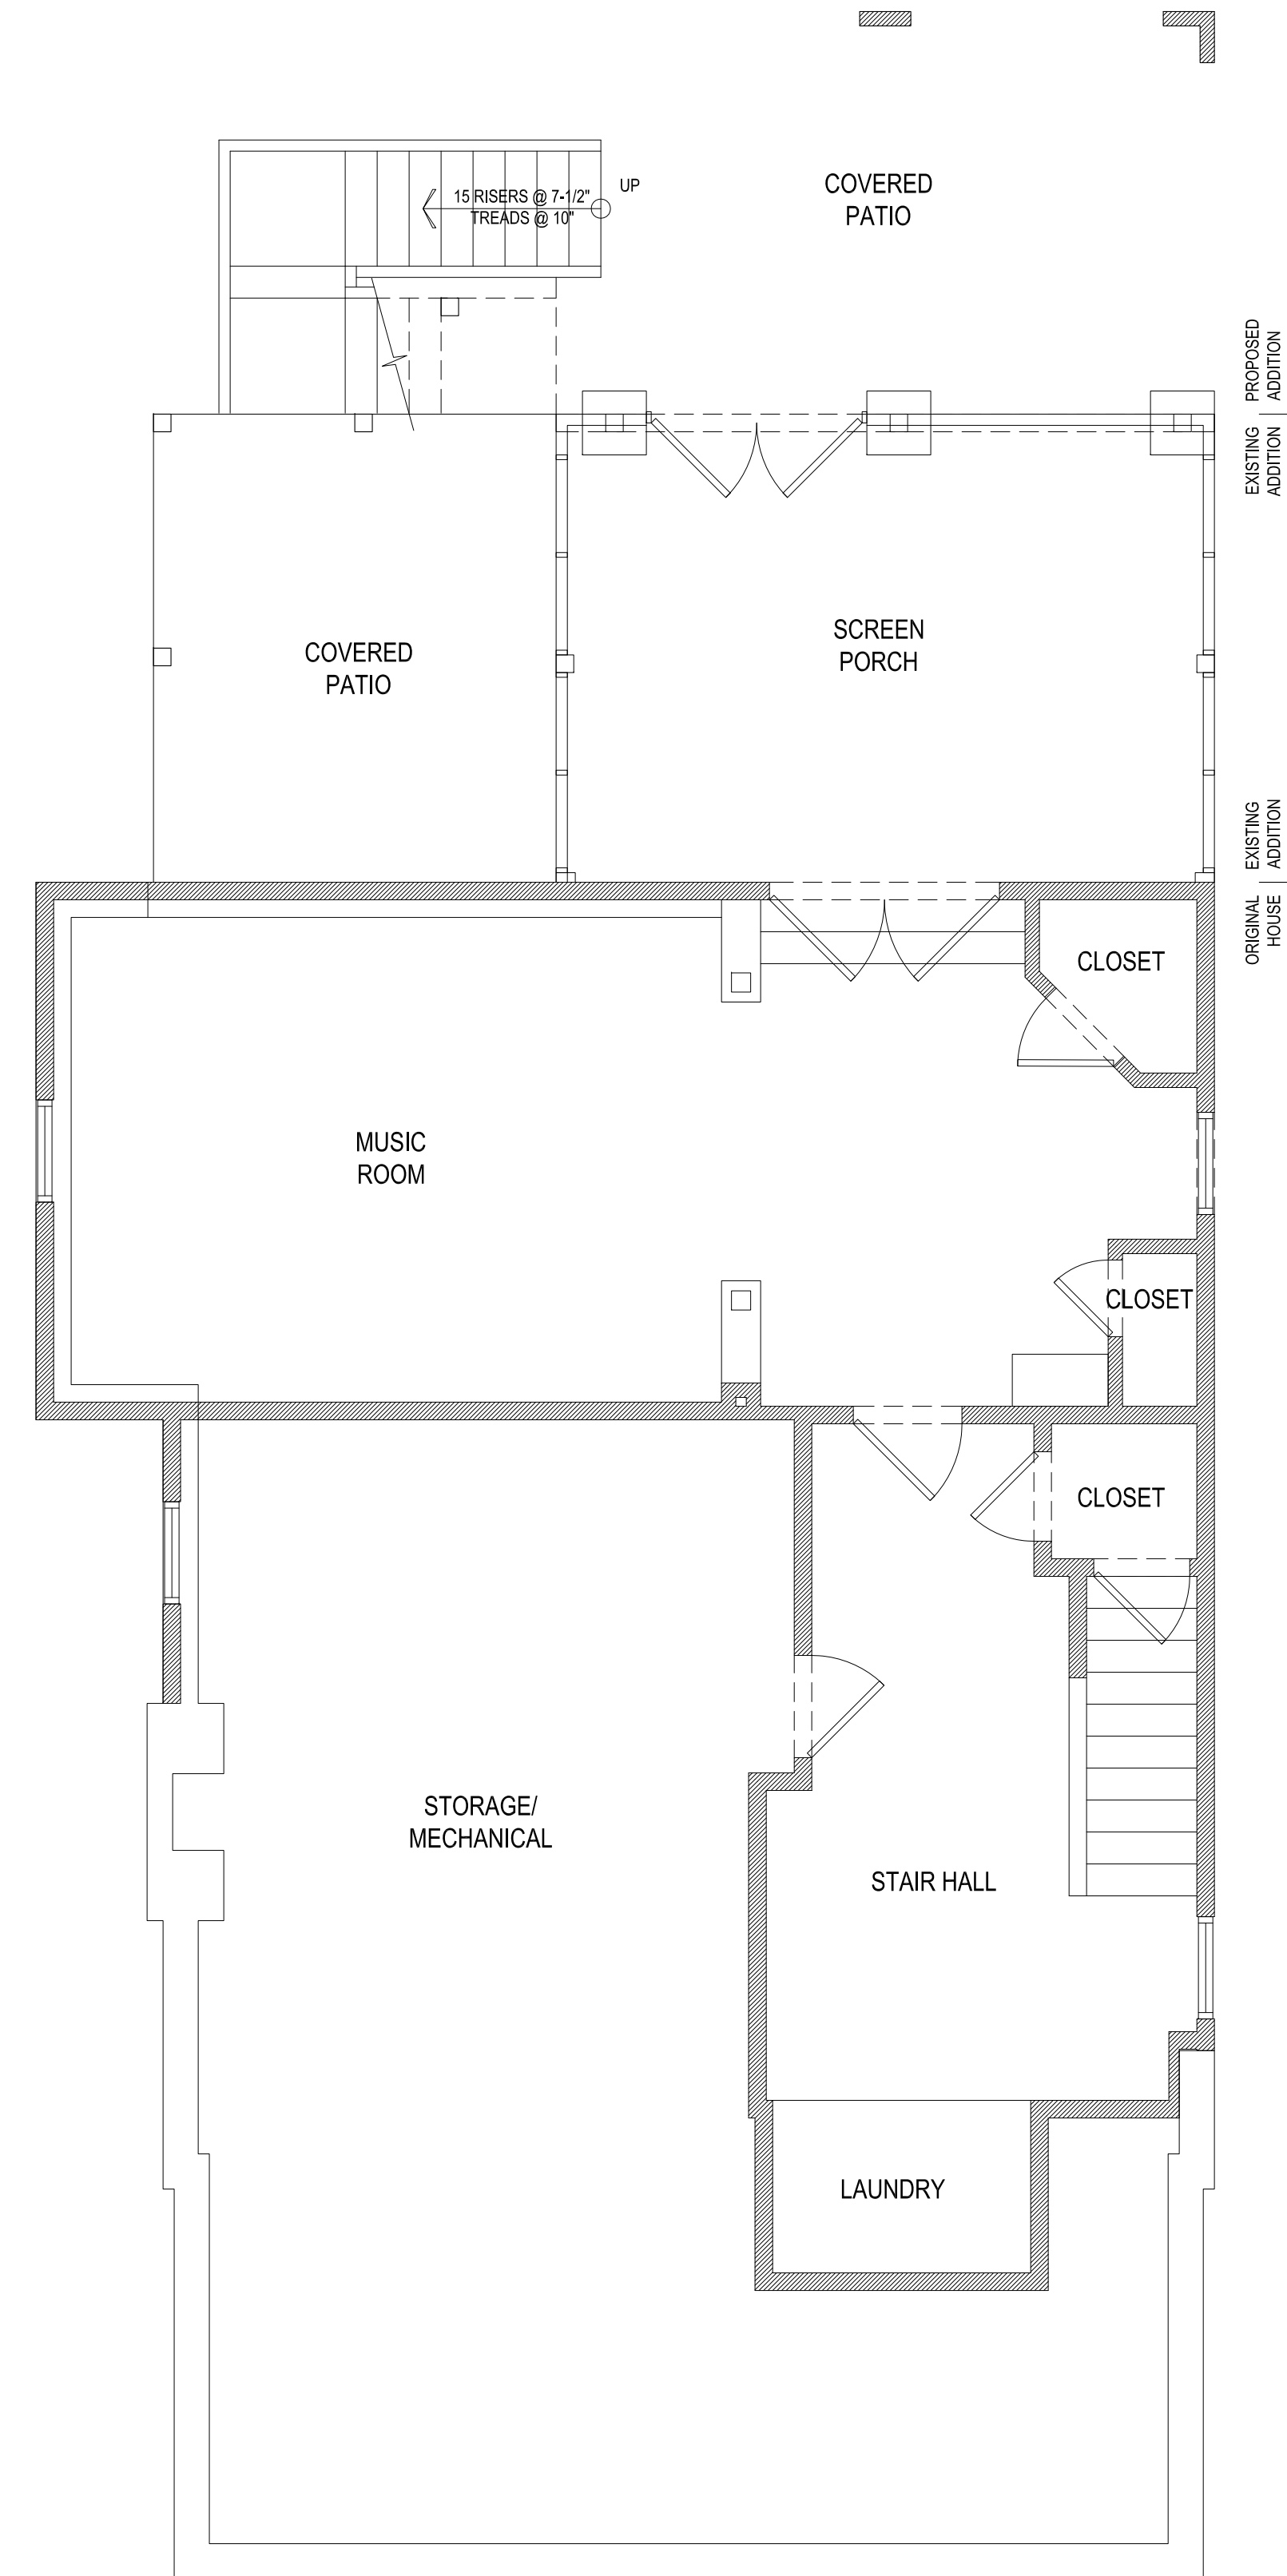 UP
15 RISERS @ 7-1/2"
TREADS @ 10"
COVERED
PATIO
PROPOSED
ADDITION
EXISTING
ADDITION
COVERED
PATIO
SCREEN
PORCH
EXISTING
ADDITION
ORIGINAL
HOUSE
CLOSET
MUSIC
ROOM
CLOSET
CLOSET
STORAGE/
MECHANICAL
STAIR HALL
LAUNDRY